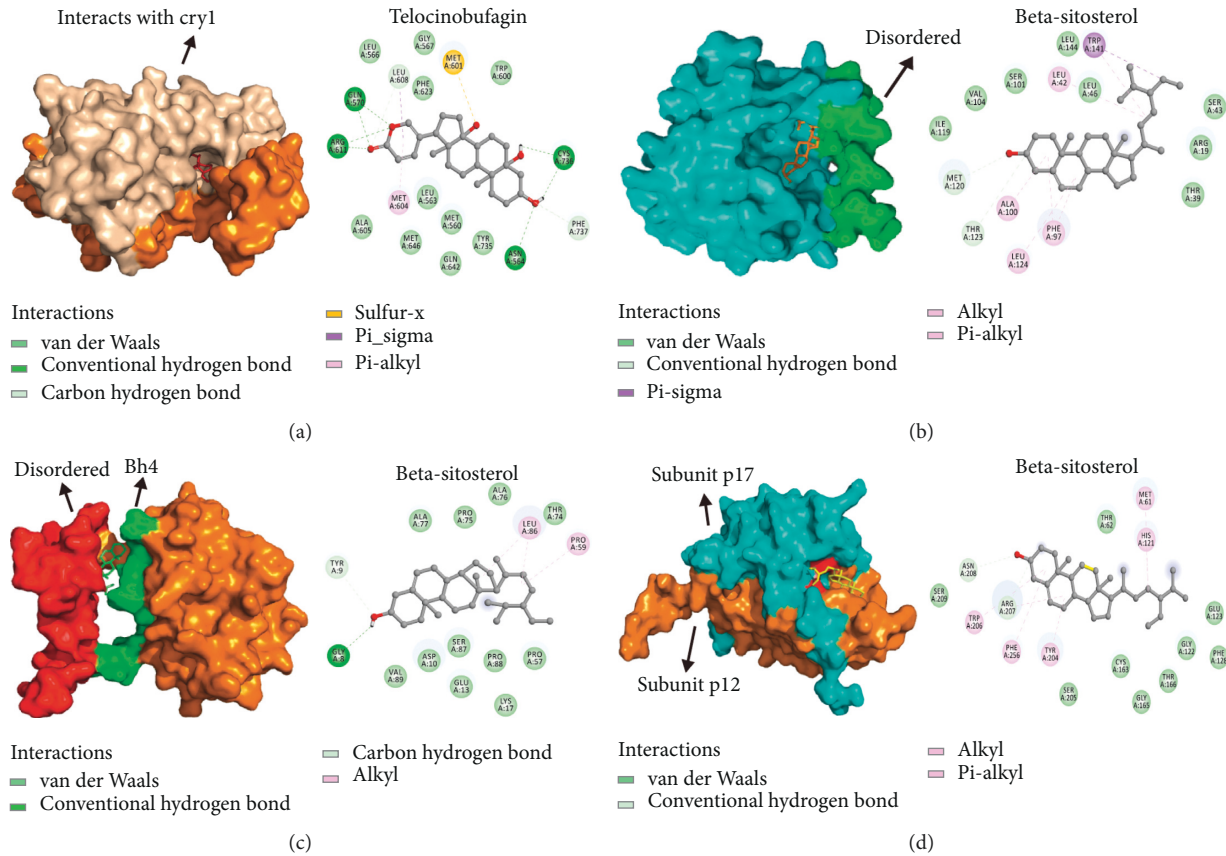 Interacts with cry1
Telocinobufagin
LEU A:566
GLY A:567
MET A:601
TRP A:600
LEU A:608
PHE A:623
ARG A:611
MET A:604
LEU A:563
MET A:560
ALA A:605
MET A:646
GLN A:642
TYR A:735
ASN A:564
PHE A:737
Interactions
van der Waals
Conventional hydrogen bond
Carbon hydrogen bond
Sulfur-x
Pi_sigma
Pi-alkyl
(a)
Disordered
Beta-sitosterol
LEU A:144
TRP A:141
LEU A:42
LEU A:46
SER A:101
VAL A:104
ILE A:119
SER A:43
ARG A:19
THR A:39
MET A:120
ALA A:100
THR A:123
PHE A:97
LEU A:124
Interactions
van der Waals
Conventional hydrogen bond
Pi-sigma
Alkyl
Pi-alkyl
(b)
Disordered
Bh4
Beta-sitosterol
ALA A:76
ALA A:77
PRO A:75
THR A:74
LEU A:86
PRO A:59
TYR A:9
GLY A:8
VAL A:89
ASP A:10
SER A:87
GLU A:13
PRO A:88
PRO A:57
LYS A:17
Interactions
van der Waals
Conventional hydrogen bond
Carbon hydrogen bond
Alkyl
(c)
Subunit p17
Subunit p12
Beta-sitosterol
MET A:61
THR A:62
HIS A:121
ASN A:208
SER A:209
ARG A:207
TRP A:206
PHE A:256
TYR A:204
SER A:205
CYS A:163
GLY A:165
THR A:166
GLY A:122
GLU A:123
PHE A:128
Interactions
van der Waals
Conventional hydrogen bond
Alkyl
Pi-alkyl
(d)